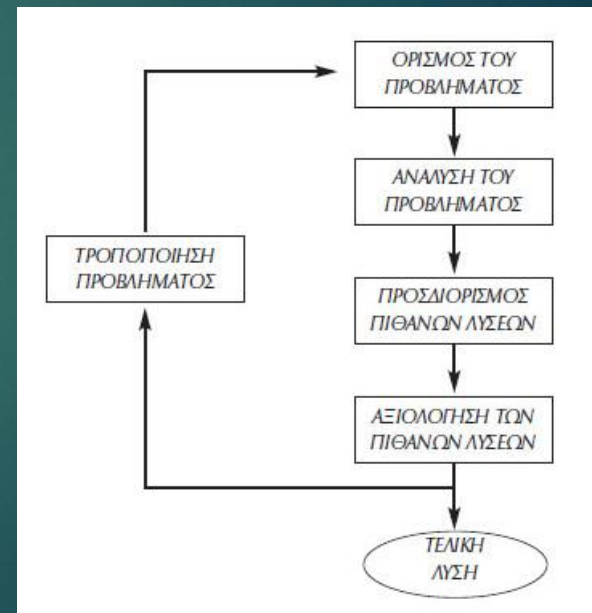 ΟΡΙΣΜΟΣ ΤΟΥ
ΠΡΟΒΛΗΜΑΤΟΣ
ΑΝΑΛΥΣΗ ΤΟΥ
ΠΡΟΒΛΗΜΑΤΟΣ
ΤΡΟΠΟΠΟΙΗΣΗ
ΠΡΟΒΛΗΜΑΤΟΣ
ΠΡΟΣΔΙΟΡΙΣΜΟΣ
ΠΙΘΑΝΩΝ ΛΥΣΕΩΝ
ΑΞΙΟΛΟΓΗΣΗ ΤΩΝ
ΠΙΘΑΝΩΝ ΛΥΣΕΩΝ
ΤΕΛΙΚΗ
ΛΥΣΗ